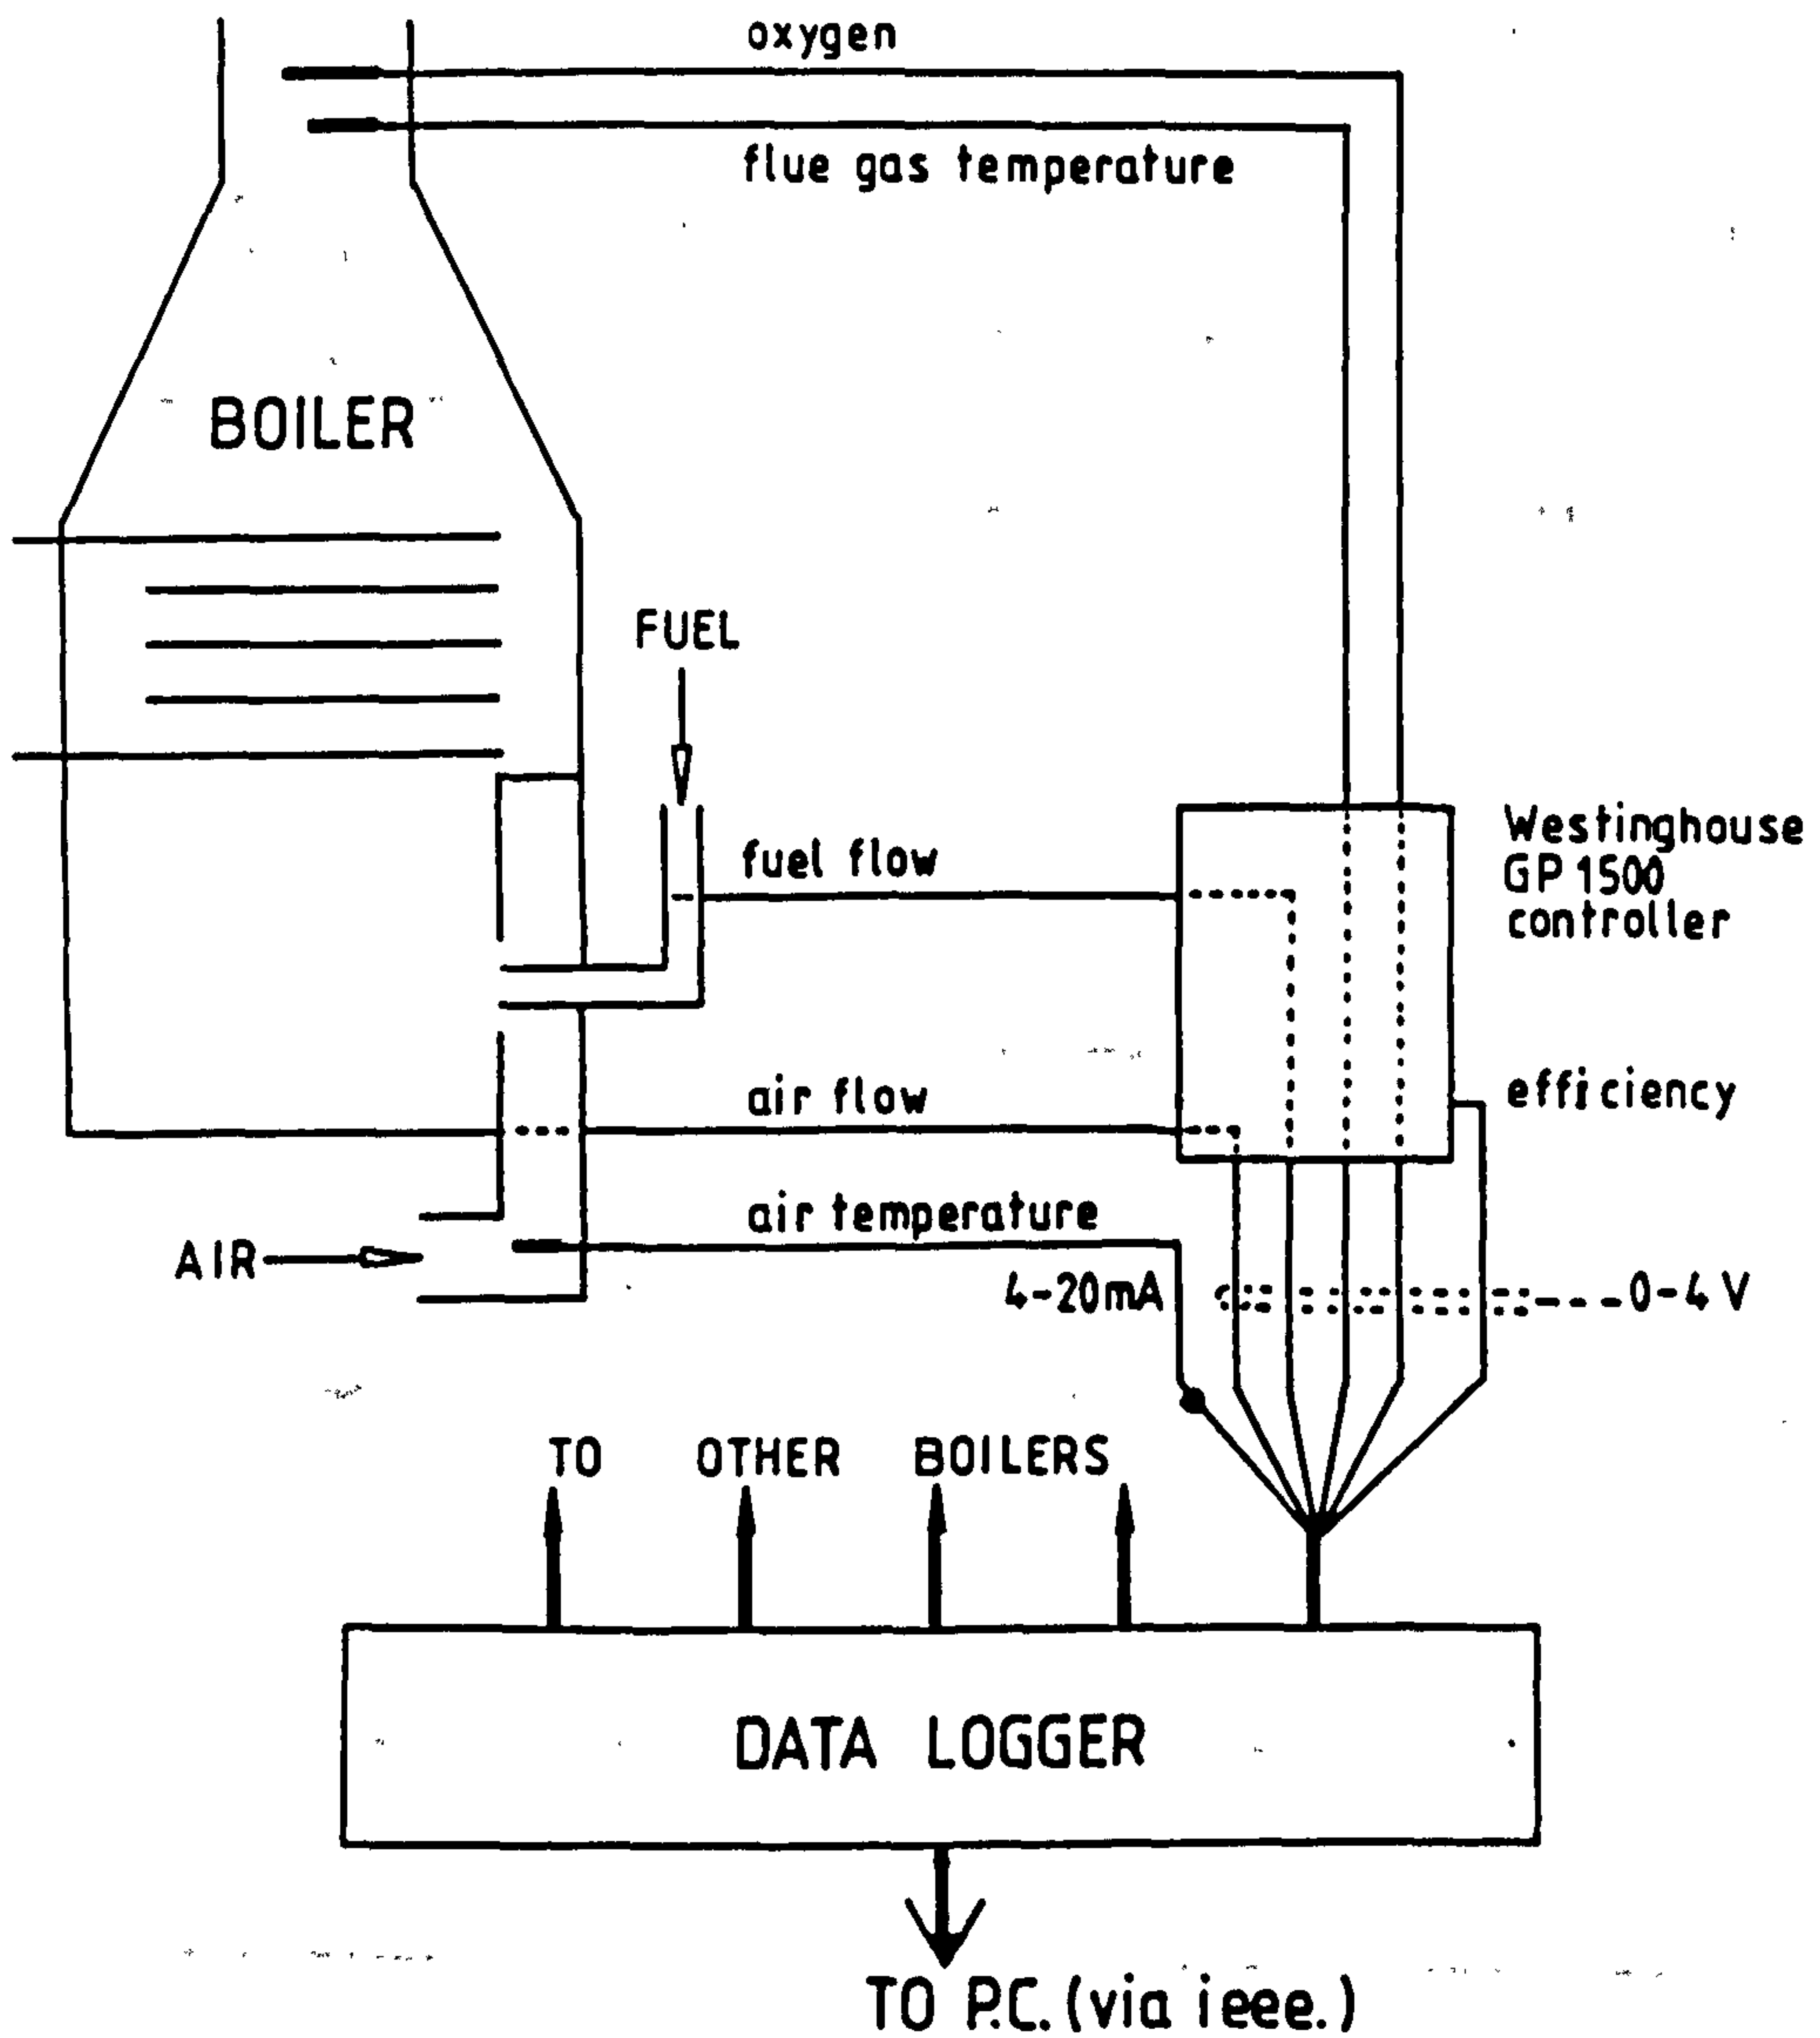 oxygen
flue gas temperature
BOILER
FUEL
fuel flow
Westinghouse
GP 1500
controller
air flow
efficiency
air temperature
AIR
4-20mA
0-4 V
TO OTHER BOILERS
DATA LOGGER
TO P.C. (via ieee.)